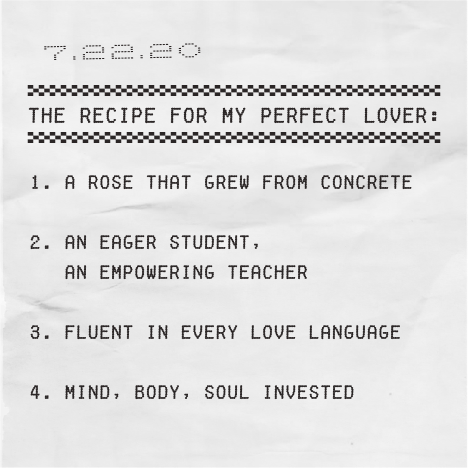 7.22.20
THE RECIPE FOR MY PERFECT LOVER:
1. A ROSE THAT GREW FROM CONCRETE
2. AN EAGER STUDENT,
AN EMPOWERING TEACHER
3. FLUENT IN EVERY LOVE LANGUAGE
4. MIND, BODY, SOUL INVESTED